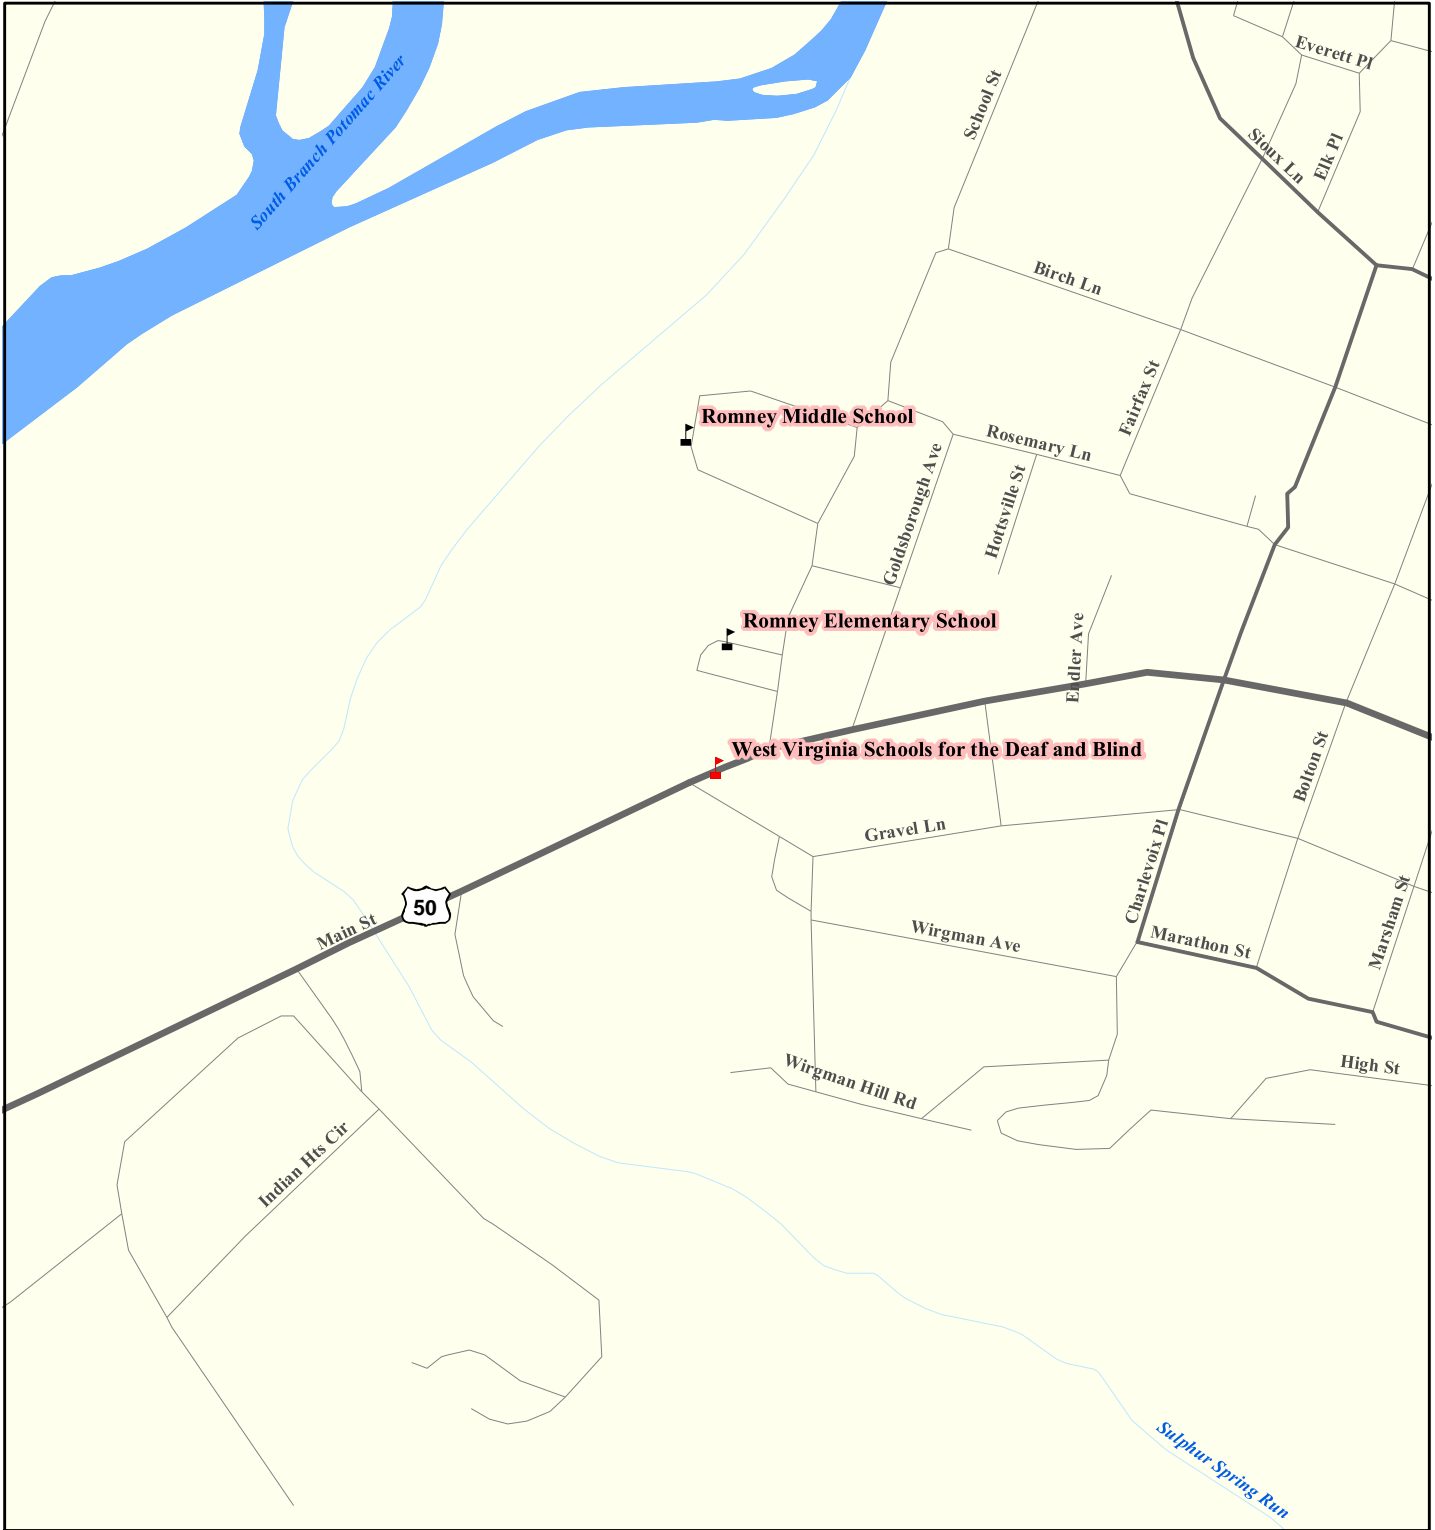 Everett Pl
South Branch Potomac River
School St
Sioux Ln
Elk Pl
Birch Ln
Fairfax St
Romney Middle School
Rosemary Ln
Goldsborough Ave
Hottsville St
Romney Elementary School
Endler Ave
West Virginia Schools for the Deaf and Blind
Bolton St
Gravel Ln
Charlevoix Pl
50
Main St
Marsham St
Wirgman Ave
Marathon St
Wirgman Hill Rd
High St
Indian Hts Cir
Sulphur Spring Run